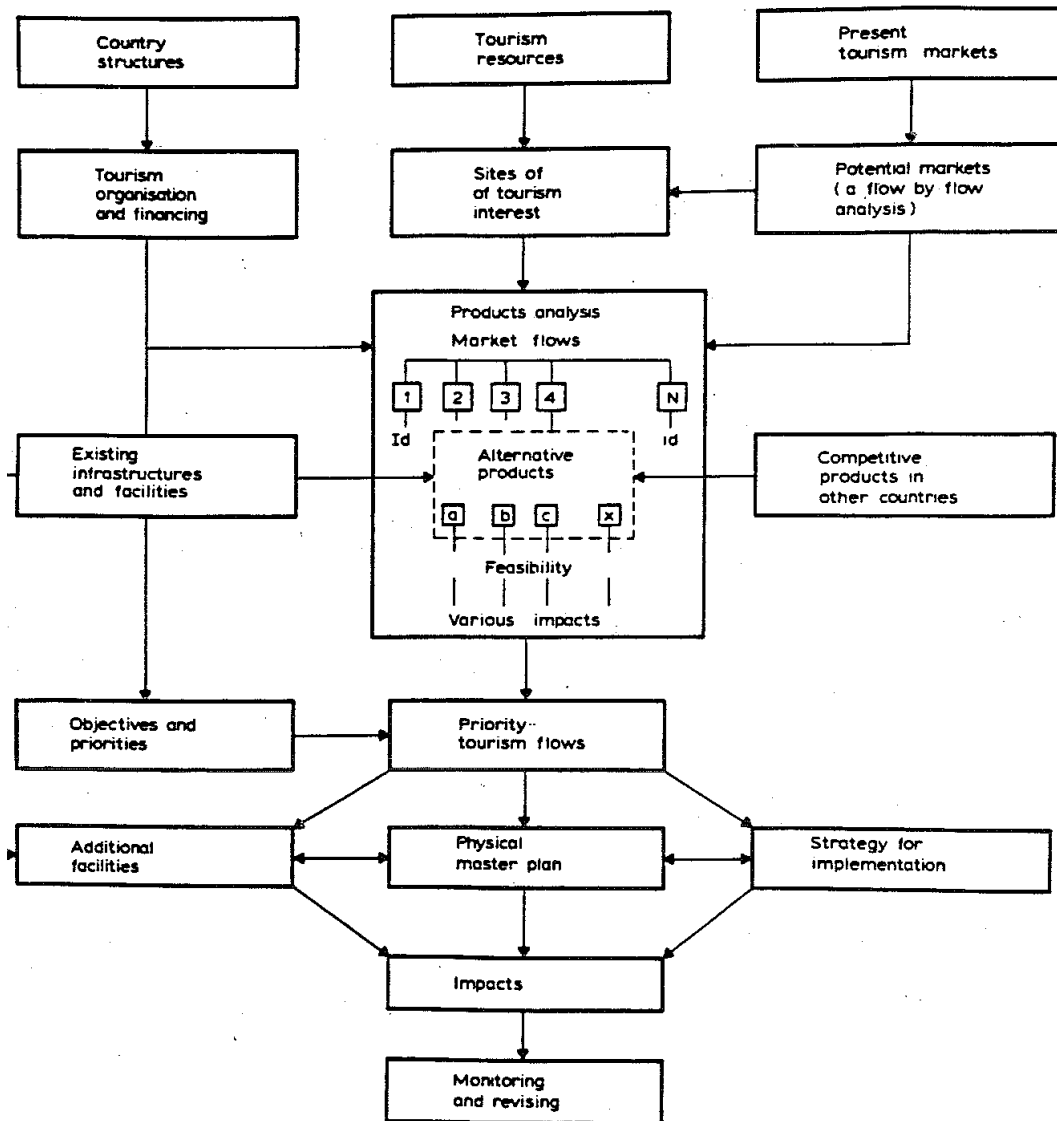 Country
structures
Tourism
resources
Present
tourism markets
Tourism
organisation
and financing
Sites of
of tourism
interest
Potential markets
( a flow by flow
analysis )
Products analysis
Market flows
1 2 3 4 N
Id id
Existing
infrastructures
and facilities
Alternative
products
Competitive
products in
other countries
a b c x
Feasibility
Various impacts
Objectives and
priorities
Priority
tourism flows
Additional
facilities
Physical
master plan
Strategy for
implementation
Impacts
Monitoring
and revising